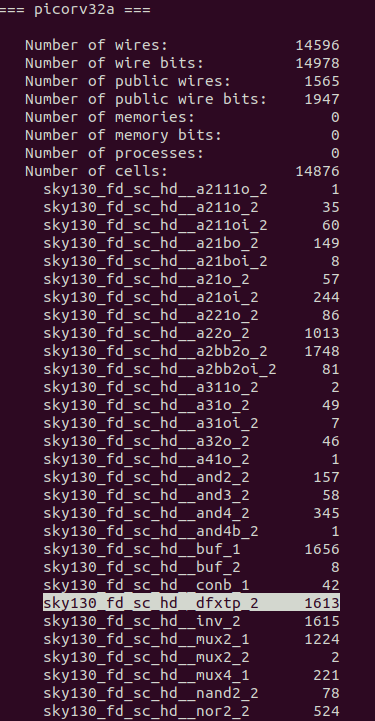 === picorv32a ===
Number of wires: 14596
Number of wire bits: 14978
Number of public wires: 1565
Number of public wire bits: 1947
Number of memories: 0
Number of memory bits: 0
Number of processes: 0
Number of cells: 14876
sky130_fd_sc_hd__a2111o_2 1
sky130_fd_sc_hd__a211o_2 35
sky130_fd_sc_hd__a211oi_2 60
sky130_fd_sc_hd__a21bo_2 149
sky130_fd_sc_hd__a21boi_2 8
sky130_fd_sc_hd__a21o_2 57
sky130_fd_sc_hd__a21oi_2 244
sky130_fd_sc_hd__a221o_2 86
sky130_fd_sc_hd__a22o_2 1013
sky130_fd_sc_hd__a2bb2o_2 1748
sky130_fd_sc_hd__a2bb2oi_2 81
sky130_fd_sc_hd__a311o_2 2
sky130_fd_sc_hd__a31o_2 49
sky130_fd_sc_hd__a31oi_2 7
sky130_fd_sc_hd__a32o_2 46
sky130_fd_sc_hd__a41o_2 1
sky130_fd_sc_hd__and2_2 157
sky130_fd_sc_hd__and3_2 58
sky130_fd_sc_hd__and4_2 345
sky130_fd_sc_hd__and4b_2 1
sky130_fd_sc_hd__buf_1 1656
sky130_fd_sc_hd__buf_2 8
sky130_fd_sc_hd__conb_1 42
sky130_fd_sc_hd__dfxtp_2 1613
sky130_fd_sc_hd__inv_2 1615
sky130_fd_sc_hd__mux2_1 1224
sky130_fd_sc_hd__mux2_2 2
sky130_fd_sc_hd__mux4_1 221
sky130_fd_sc_hd__nand2_2 78
sky130_fd_sc_hd__nor2_2 524